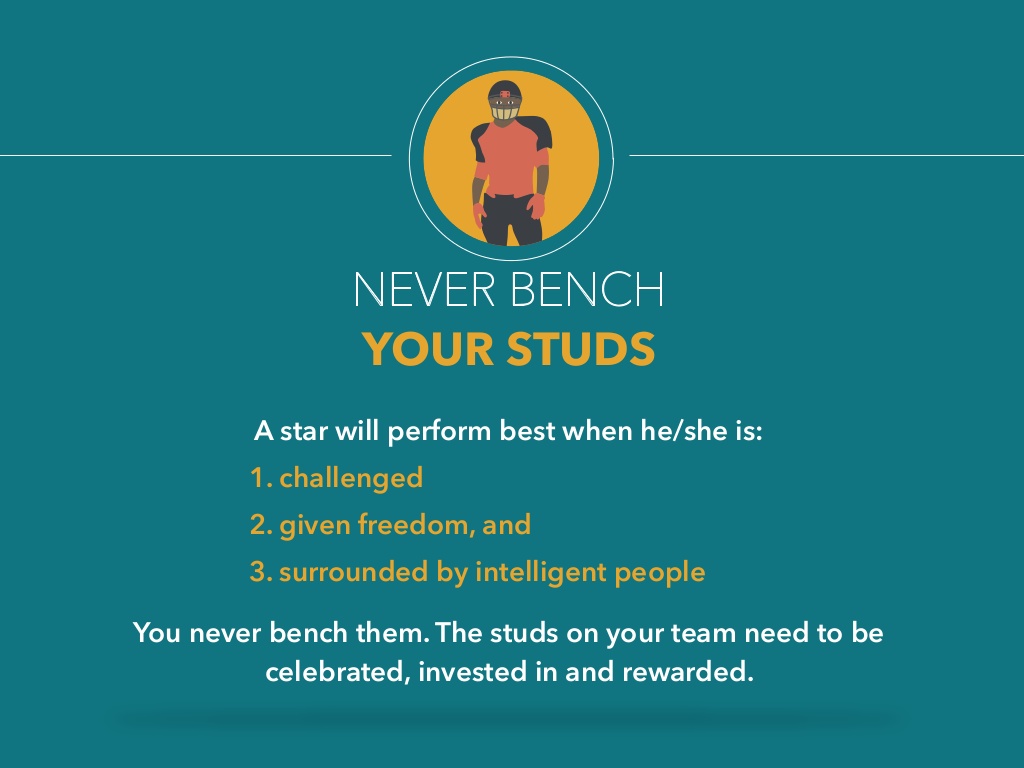 NEVER BENCH
YOUR STUDS
A star will perform best when he/she is:
1. challenged
2. given freedom, and
3. surrounded by intelligent people
You never bench them. The studs on your team need to be
celebrated, invested in and rewarded.